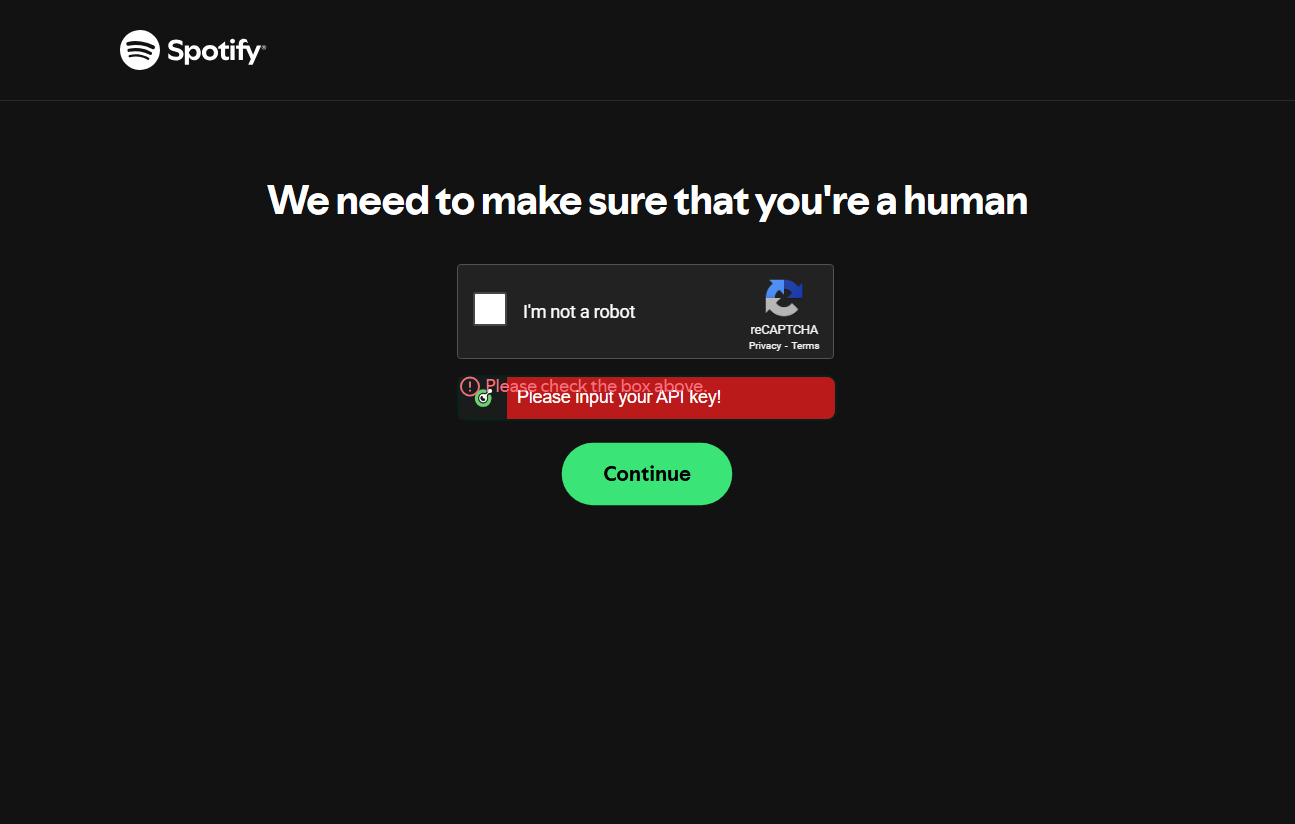 Spotify®
We need to make sure that you're a human
I'm not a robot
reCAPTCHA
Privacy - Terms
Please check the box above.
Please input your API key!
Continue